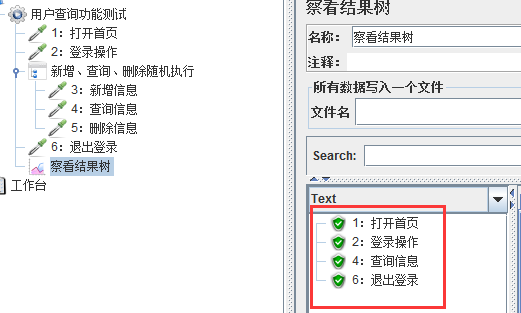 用户查询功能测试
1：打开首页
2：登录操作
新增、查询、删除随机执行
3：新增信息
4：查询信息
5：删除信息
6：退出登录
察看结果树
工作台
察看结果树
名称：察看结果树
注释：
所有数据写入一个文件
文件名
Search:
Text
1：打开首页
2：登录操作
4：查询信息
6：退出登录